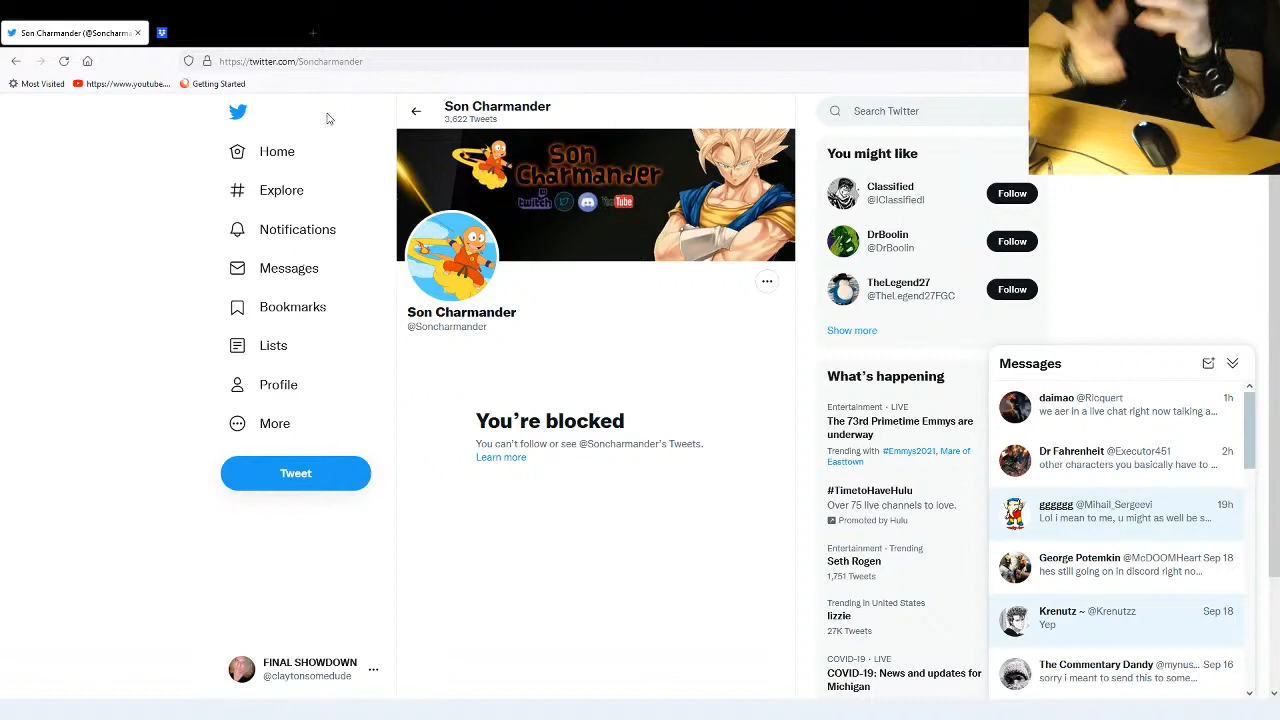 Son Charmander (@Soncharma
https://twitter.com/Soncharmander
Most Visited
https://www.youtube....
Getting Started
Home
Explore
Notifications
Messages
Bookmarks
Lists
Profile
More
Tweet
FINAL SHOWDOWN
@claytonsomedude
Son Charmander
3,622 Tweets
Son
Charmander
twitch
YouTube
Son Charmander
@Soncharmander
You're blocked
You can't follow or see @Soncharmander's Tweets.
Learn more
Search Twitter
You might like
Classified
@IClassifiedI
Follow
DrBoolin
@DrBoolin
Follow
TheLegend27
@TheLegend27FGC
Follow
Show more
What's happening
Entertainment · LIVE
The 73rd Primetime Emmys are
underway
Trending with #Emmys2021, Mare of
Easttown
#TimetoHaveHulu
Over 75 live channels to love.
Promoted by Hulu
Entertainment · Trending
Seth Rogen
1,751 Tweets
Trending in United States
lizzie
27K Tweets
COVID-19 · LIVE
COVID-19: News and updates for
Michigan
Messages
daimao @Ricquert 1h
we aer in a live chat right now talking a...
Dr Fahrenheit @Executor451 2h
other characters you basically have to ...
gggggg @Mihail_Sergeevi 19h
Lol i mean to me, u might as well be s...
George Potemkin @McDOOMHeart Sep 18
hes still going on in discord right no...
Krenutz ~ @Krenutzz Sep 18
Yep
The Commentary Dandy @mynus... Sep 16
sorry i meant to send this to some...